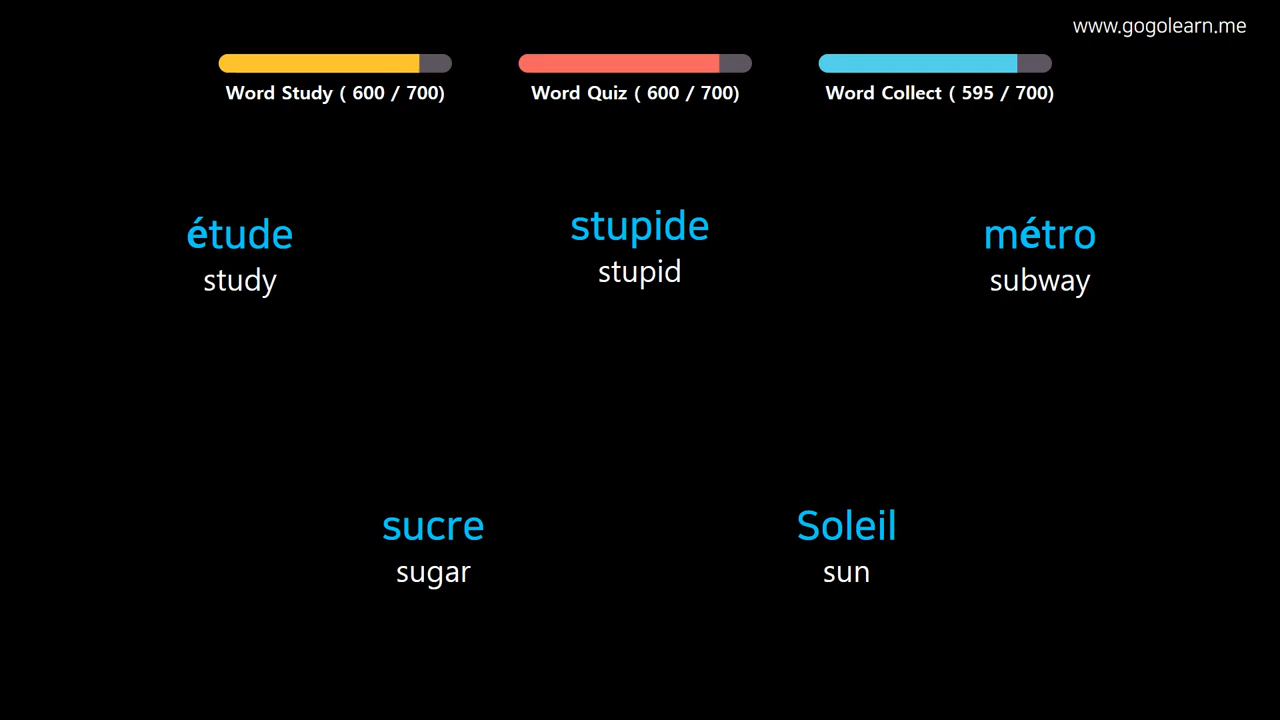 www.gogolearn.me
Word Study ( 600 / 700)
Word Quiz ( 600 / 700)
Word Collect ( 595 / 700)
étude
study
stupide
stupid
métro
subway
sucre
sugar
Soleil
sun